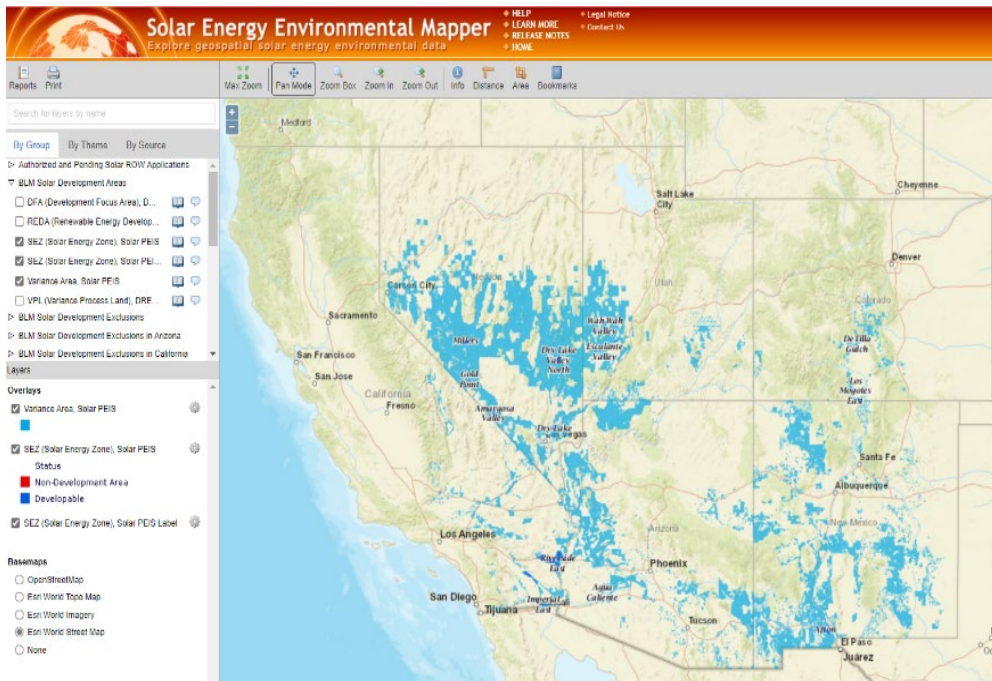 Solar Energy Environmental Mapper
Explore geospatial solar energy environmental data
HELP
LEARN MORE
RELEASE NOTES
HOME
Legal Notice
Contact Us
Reports
Print
Max Zoom
Pan Mode
Zoom Box
Zoom In
Zoom Out
Info
Distance
Area
Bookmarks
Search for layers by name
By Group
By Theme
By Source
Authorized and Pending Solar ROW Applications
BLM Solar Development Areas
DFA (Development Focus Area), D...
REDA (Renewable Energy Develop...
SEZ (Solar Energy Zone), Solar PEIS
SEZ (Solar Energy Zone), Solar PEI...
Variance Area, Solar PEIS
VPL (Variance Process Land), DRE...
BLM Solar Development Exclusions
BLM Solar Development Exclusions in Arizona
BLM Solar Development Exclusions in California
Layers
Overlays
Variance Area, Solar PEIS
SEZ (Solar Energy Zone), Solar PEIS
Status
Non-Development Area
Developable
SEZ (Solar Energy Zone), Solar PEIS Label
Basemaps
OpenStreetMap
Esri World Topo Map
Esri World Imagery
Esri World Street Map
None
+
−
Medford
Salt Lake
City
Cheyenne
Denver
Nevada
Utah
Colorado
Carson City
Sacramento
San Francisco
San Jose
California
Fresno
Millers
Gold
Point
Amargosa
Valley
Wah Wah
Valley
Escalante
Valley
Dry Lake
Valley
North
Dry Lake
Las Vegas
De Tilla
Gulch
Los
Mogotes
East
Santa Fe
Albuquerque
New Mexico
Arizona
Los Angeles
Riverside
East
Phoenix
San Diego
Tijuana
Imperial
East
Agua
Caliente
Tucson
Afton
El Paso
Juárez